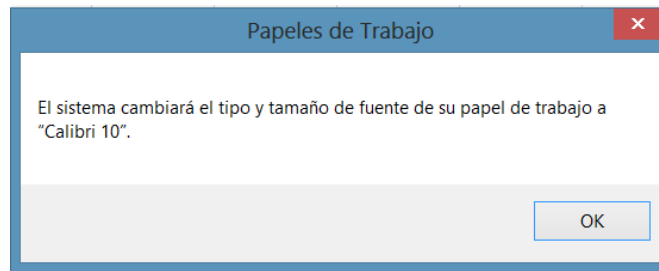 Papeles de Trabajo
El sistema cambiará el tipo y tamaño de fuente de su papel de trabajo a
“Calibri 10”.
OK